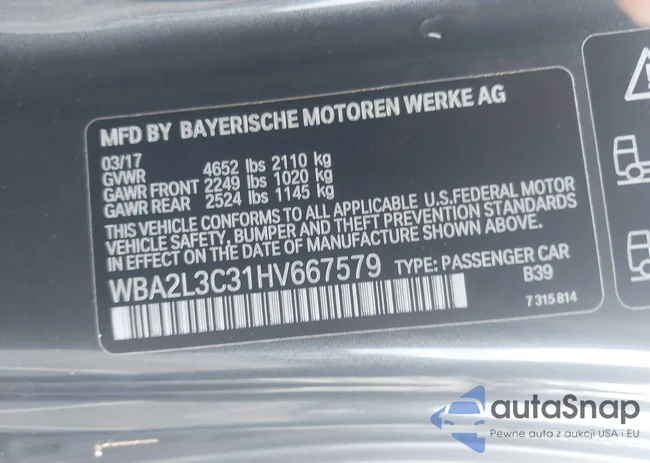 MFD BY BAYERISCHE MOTOREN WERKE AG
03/17
GVWR 4652 lbs 2110 kg
GAWR FRONT 2249 lbs 1020 kg
GAWR REAR 2524 lbs 1145 kg
THIS VEHICLE CONFORMS TO ALL APPLICABLE U.S.FEDERAL MOTOR
VEHICLE SAFETY, BUMPER AND THEFT PREVENTION STANDARDS
IN EFFECT ON THE DATE OF MANUFACTURE SHOWN ABOVE.
WBA2L3C31HV667579 TYPE: PASSENGER CAR
B39
7 315 814
autaSnap
Pewne auta z aukcji USA i EU